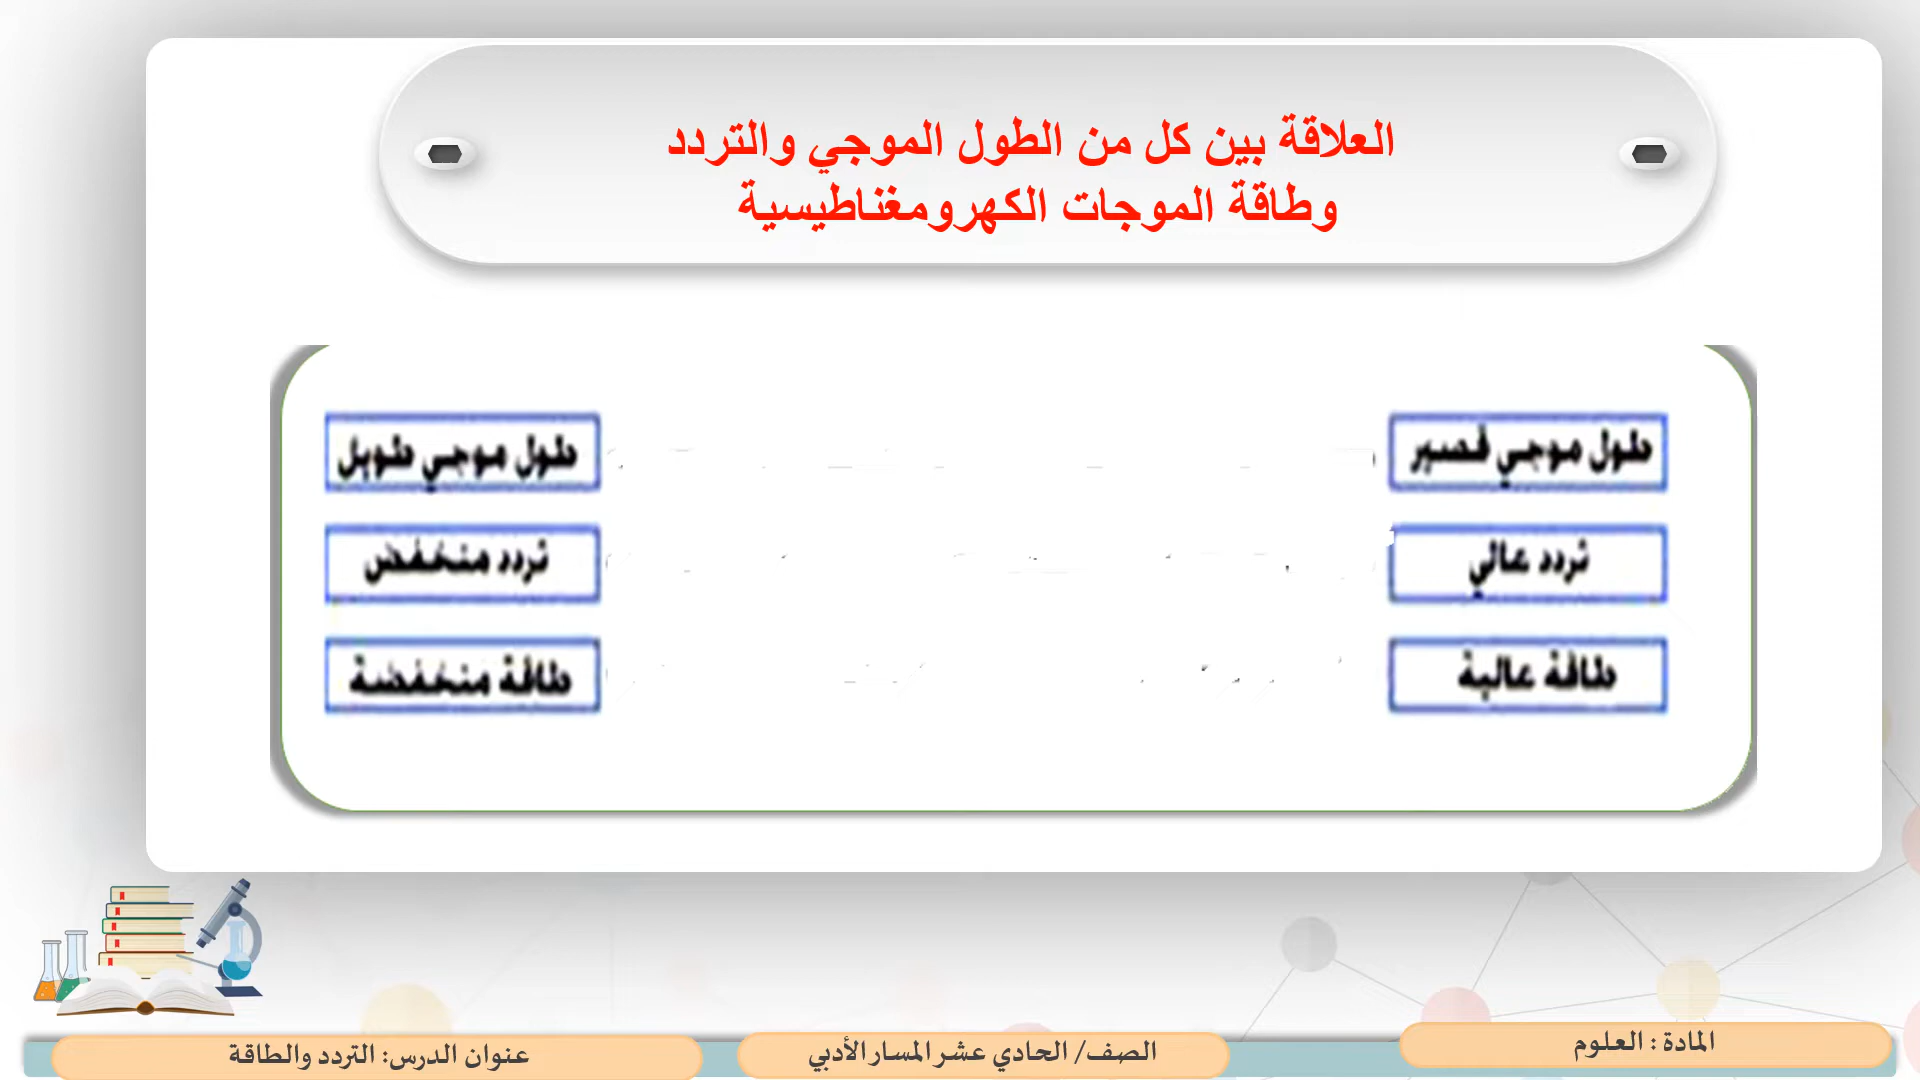 العلاقة بين كل من الطول الموجي والتردد
وطاقة الموجات الكهرومغناطيسية
طول موجي قصير
طول موجي طويل
تردد عالي
تردد منخفض
طاقة عالية
طاقة منخفضة
المادة : العلوم
الصف/ الحادي عشر المسار الأدبي
عنوان الدرس: التردد والطاقة